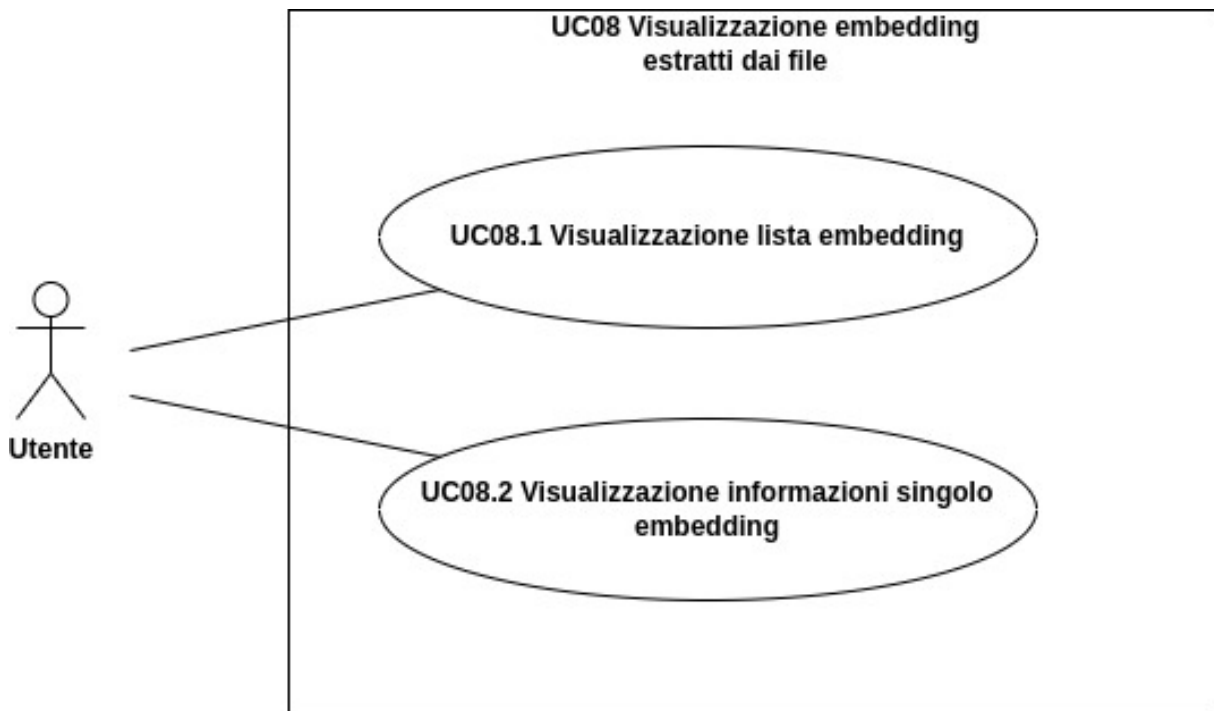 UC08 Visualizzazione embedding
estratti dai file
UC08.1 Visualizzazione lista embedding
Utente
UC08.2 Visualizzazione informazioni singolo
embedding